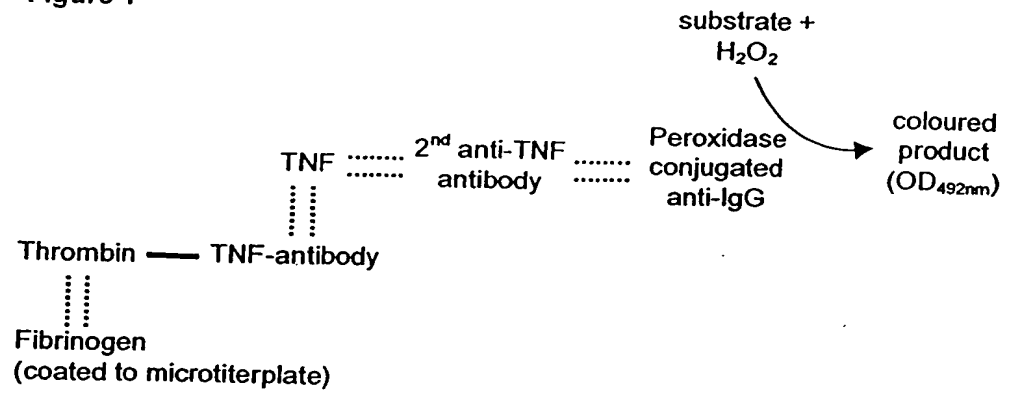 substrate +
H₂O₂
coloured
product
(OD₄₉₂nm)
TNF
2nd anti-TNF
antibody
Peroxidase
conjugated
anti-IgG
Thrombin
TNF-antibody
Fibrinogen
(coated to microtiterplate)